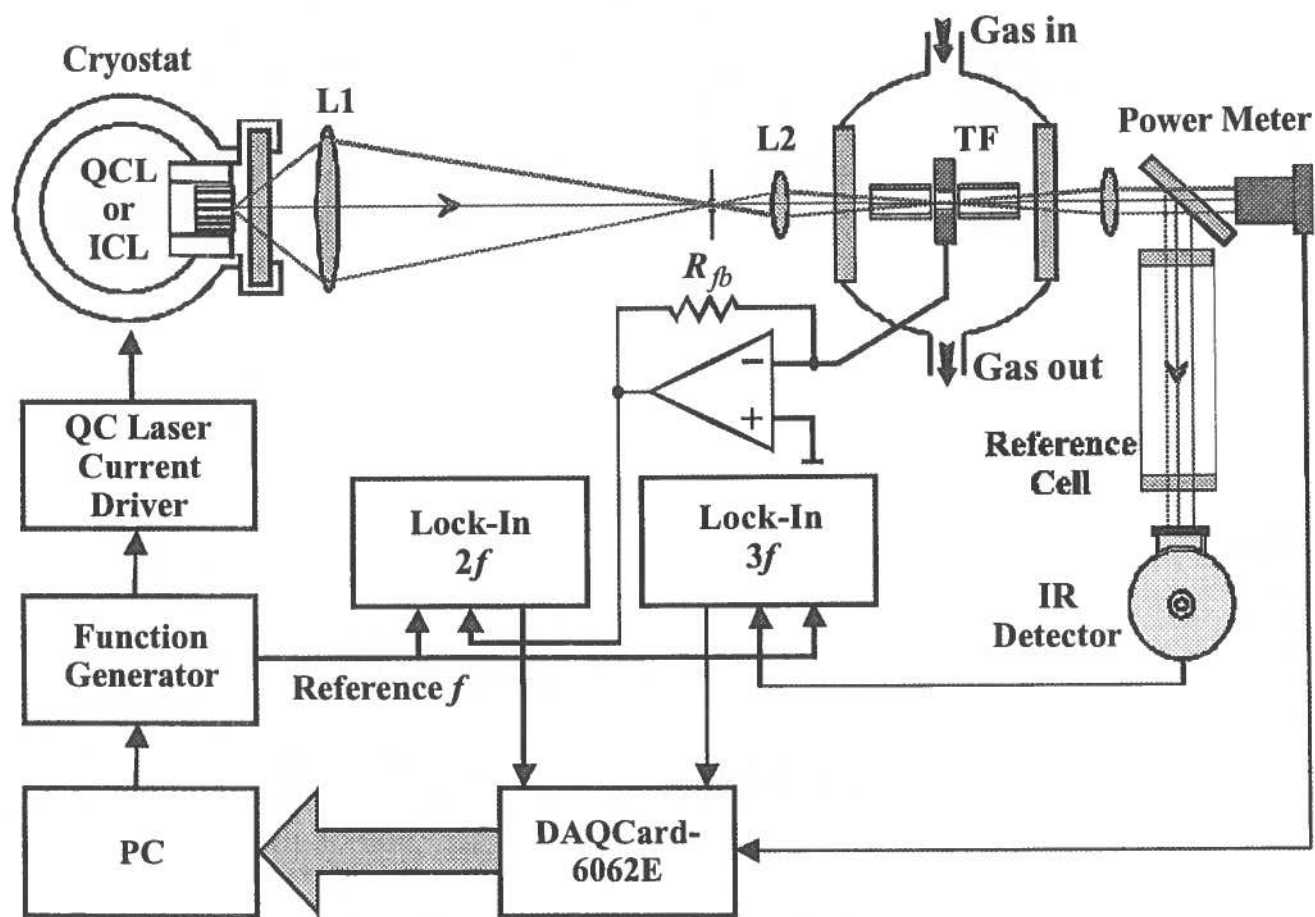 Cryostat
QCL
or
ICL
L1
L2
Gas in
TF
Power Meter
R_fb
−
+
Gas out
Reference
Cell
QC Laser
Current
Driver
Lock-In
2f
Lock-In
3f
IR
Detector
Function
Generator
Reference f
PC
DAQCard-
6062E